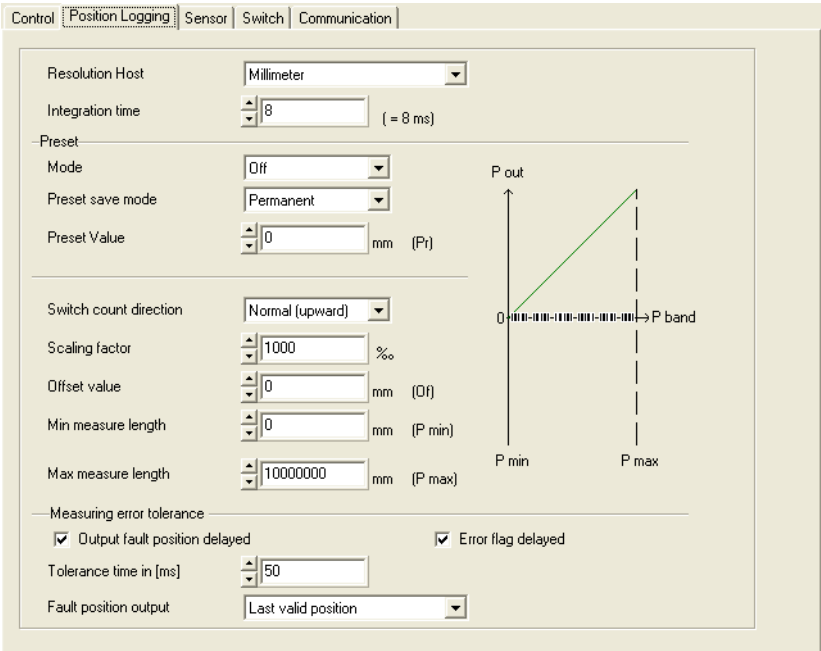 Control Position Logging Sensor Switch Communication
Resolution Host Millimeter
Integration time 8 ( = 8 ms)
Preset
Mode Off
Preset save mode Permanent
Preset Value 0 mm (Pr)
Switch count direction Normal (upward)
Scaling factor 1000 ‰
Offset value 0 mm (Of)
Min measure length 0 mm (P min)
Max measure length 10000000 mm (P max)
P out
0 P band
P min P max
Measuring error tolerance
Output fault position delayed Error flag delayed
Tolerance time in [ms] 50
Fault position output Last valid position